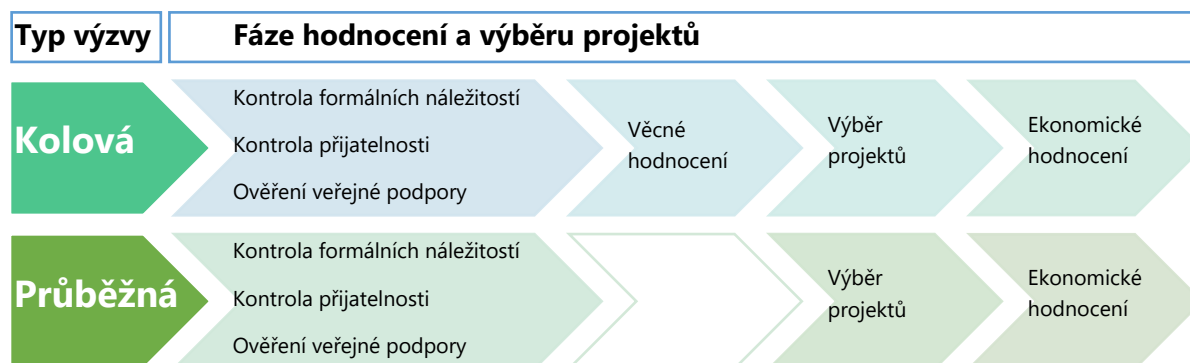 Typ výzvy
Fáze hodnocení a výběru projektů
Kolová
Kontrola formálních náležitostí
Kontrola přijatelnosti
Ověření veřejné podpory
Věcné
hodnocení
Výběr
projektů
Ekonomické
hodnocení
Průběžná
Kontrola formálních náležitostí
Kontrola přijatelnosti
Ověření veřejné podpory
Výběr
projektů
Ekonomické
hodnocení